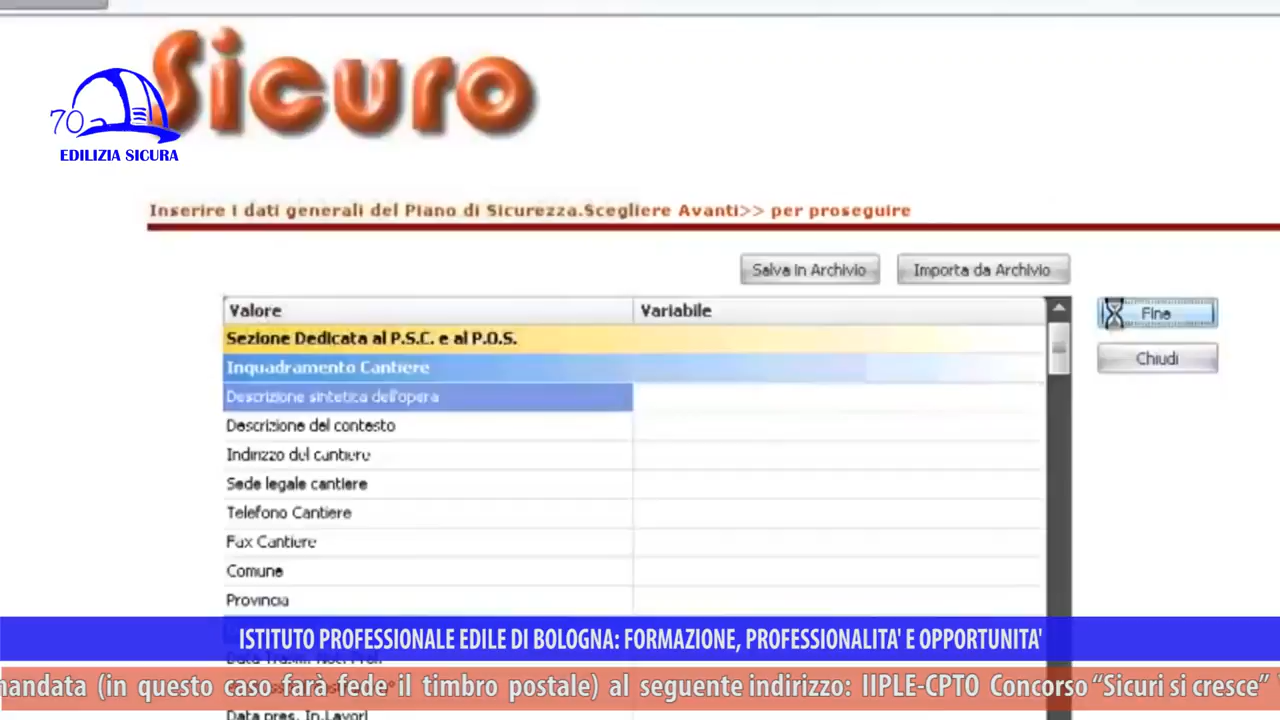 Sicuro
70
EDILIZIA SICURA
Inserire i dati generali del Piano di Sicurezza.Scegliere Avanti>> per proseguire
Salva in Archivio
Importa da Archivio
Valore
Variabile
Fine
Sezione Dedicata al P.S.C. e al P.O.S.
Chiudi
Inquadramento Cantiere
Descrizione sintetica dell'opera
Descrizione del contesto
Indirizzo del cantiere
Sede legale cantiere
Telefono Cantiere
Fax Cantiere
Comune
Provincia
ISTITUTO PROFESSIONALE EDILE DI BOLOGNA: FORMAZIONE, PROFESSIONALITA' E OPPORTUNITA'
mandata (in questo caso farà fede il timbro postale) al seguente indirizzo: IIPLE-CPTO Concorso “Sicuri si cresce”
Data pres. In.Lavori